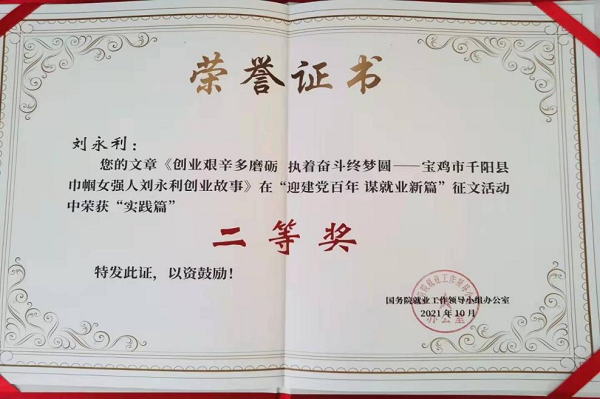 荣誉证书
刘永利：
您的文章《创业艰辛多磨砺 执着奋斗终梦圆——宝鸡市千阳县
巾帼女强人刘永利创业故事》在“迎建党百年 谋就业新篇”征文活动
中荣获“实践篇”
二等奖
特发此证，以资鼓励！
国务院就业工作领导小组办公室
2021年10月
办公室